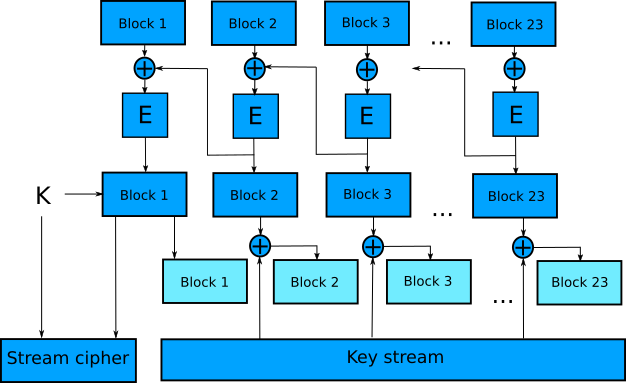 Block 1
Block 2
Block 3
...
Block 23
E
E
E
E
K
Block 1
Block 2
Block 3
...
Block 23
Block 1
Block 2
Block 3
...
Block 23
Stream cipher
Key stream